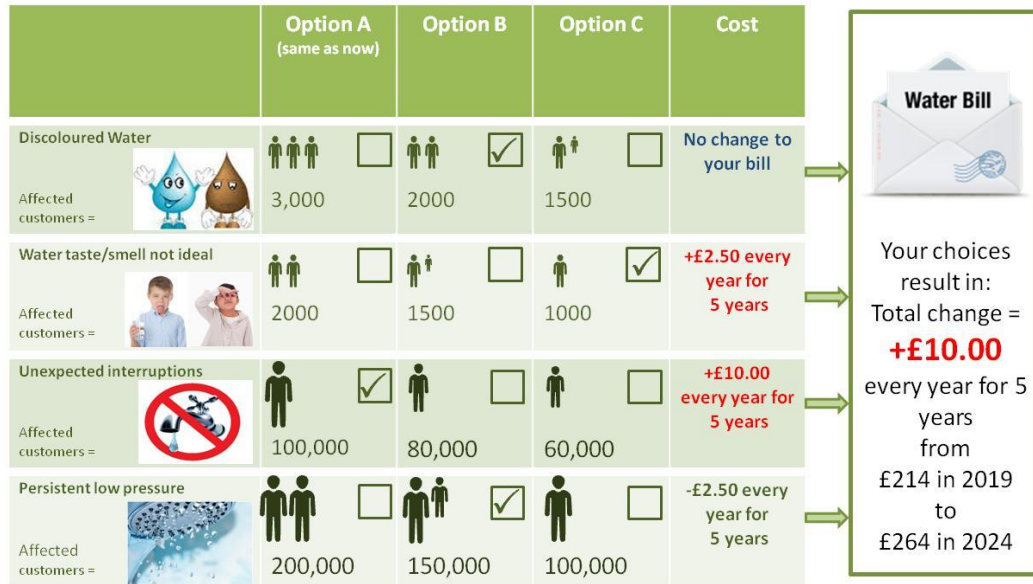 Option A
(same as now)
Option B
Option C
Cost
Discoloured Water
Affected
customers =
3,000
2000
1500
No change to
your bill
Water taste/smell not ideal
Affected
customers =
2000
1500
1000
+£2.50 every
year for
5 years
Unexpected interruptions
Affected
customers =
100,000
80,000
60,000
+£10.00
every year for
5 years
Persistent low pressure
Affected
customers =
200,000
150,000
100,000
-£2.50 every
year for
5 years
Water Bill
Your choices
result in:
Total change =
+£10.00
every year for 5
years
from
£214 in 2019
to
£264 in 2024